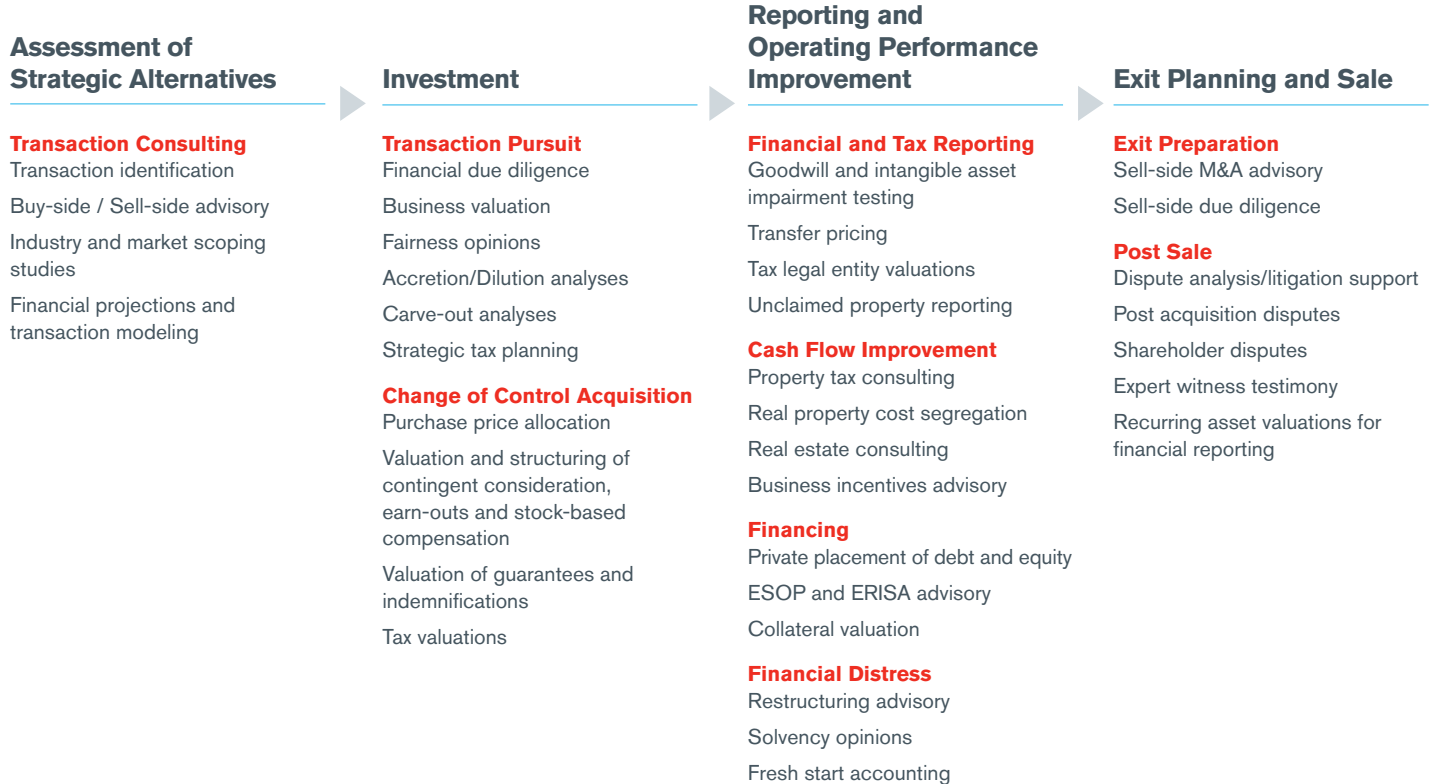 Assessment of
Strategic Alternatives
Transaction Consulting
Transaction identification
Buy-side / Sell-side advisory
Industry and market scoping
studies
Financial projections and
transaction modeling
Investment
Transaction Pursuit
Financial due diligence
Business valuation
Fairness opinions
Accretion/Dilution analyses
Carve-out analyses
Strategic tax planning
Change of Control Acquisition
Purchase price allocation
Valuation and structuring of
contingent consideration,
earn-outs and stock-based
compensation
Valuation of guarantees and
indemnifications
Tax valuations
Reporting and
Operating Performance
Improvement
Financial and Tax Reporting
Goodwill and intangible asset
impairment testing
Transfer pricing
Tax legal entity valuations
Unclaimed property reporting
Cash Flow Improvement
Property tax consulting
Real property cost segregation
Real estate consulting
Business incentives advisory
Financing
Private placement of debt and equity
ESOP and ERISA advisory
Collateral valuation
Financial Distress
Restructuring advisory
Solvency opinions
Fresh start accounting
Exit Planning and Sale
Exit Preparation
Sell-side M&A advisory
Sell-side due diligence
Post Sale
Dispute analysis/litigation support
Post acquisition disputes
Shareholder disputes
Expert witness testimony
Recurring asset valuations for
financial reporting